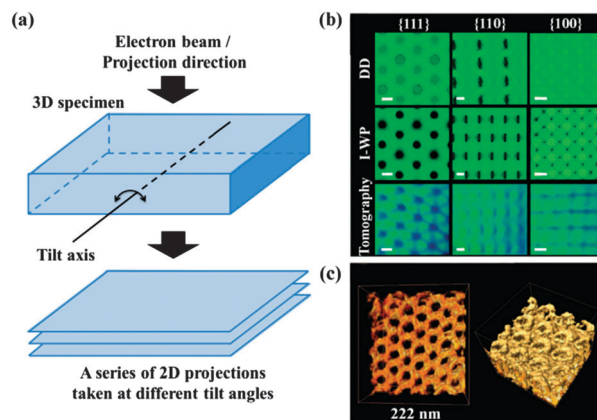 (a)
Electron beam /
Projection direction
3D specimen
Tilt axis
A series of 2D projections
taken at different tilt angles
(b)
{111} {110} {100}
DD
I-WP
Tomography
(c)
222 nm